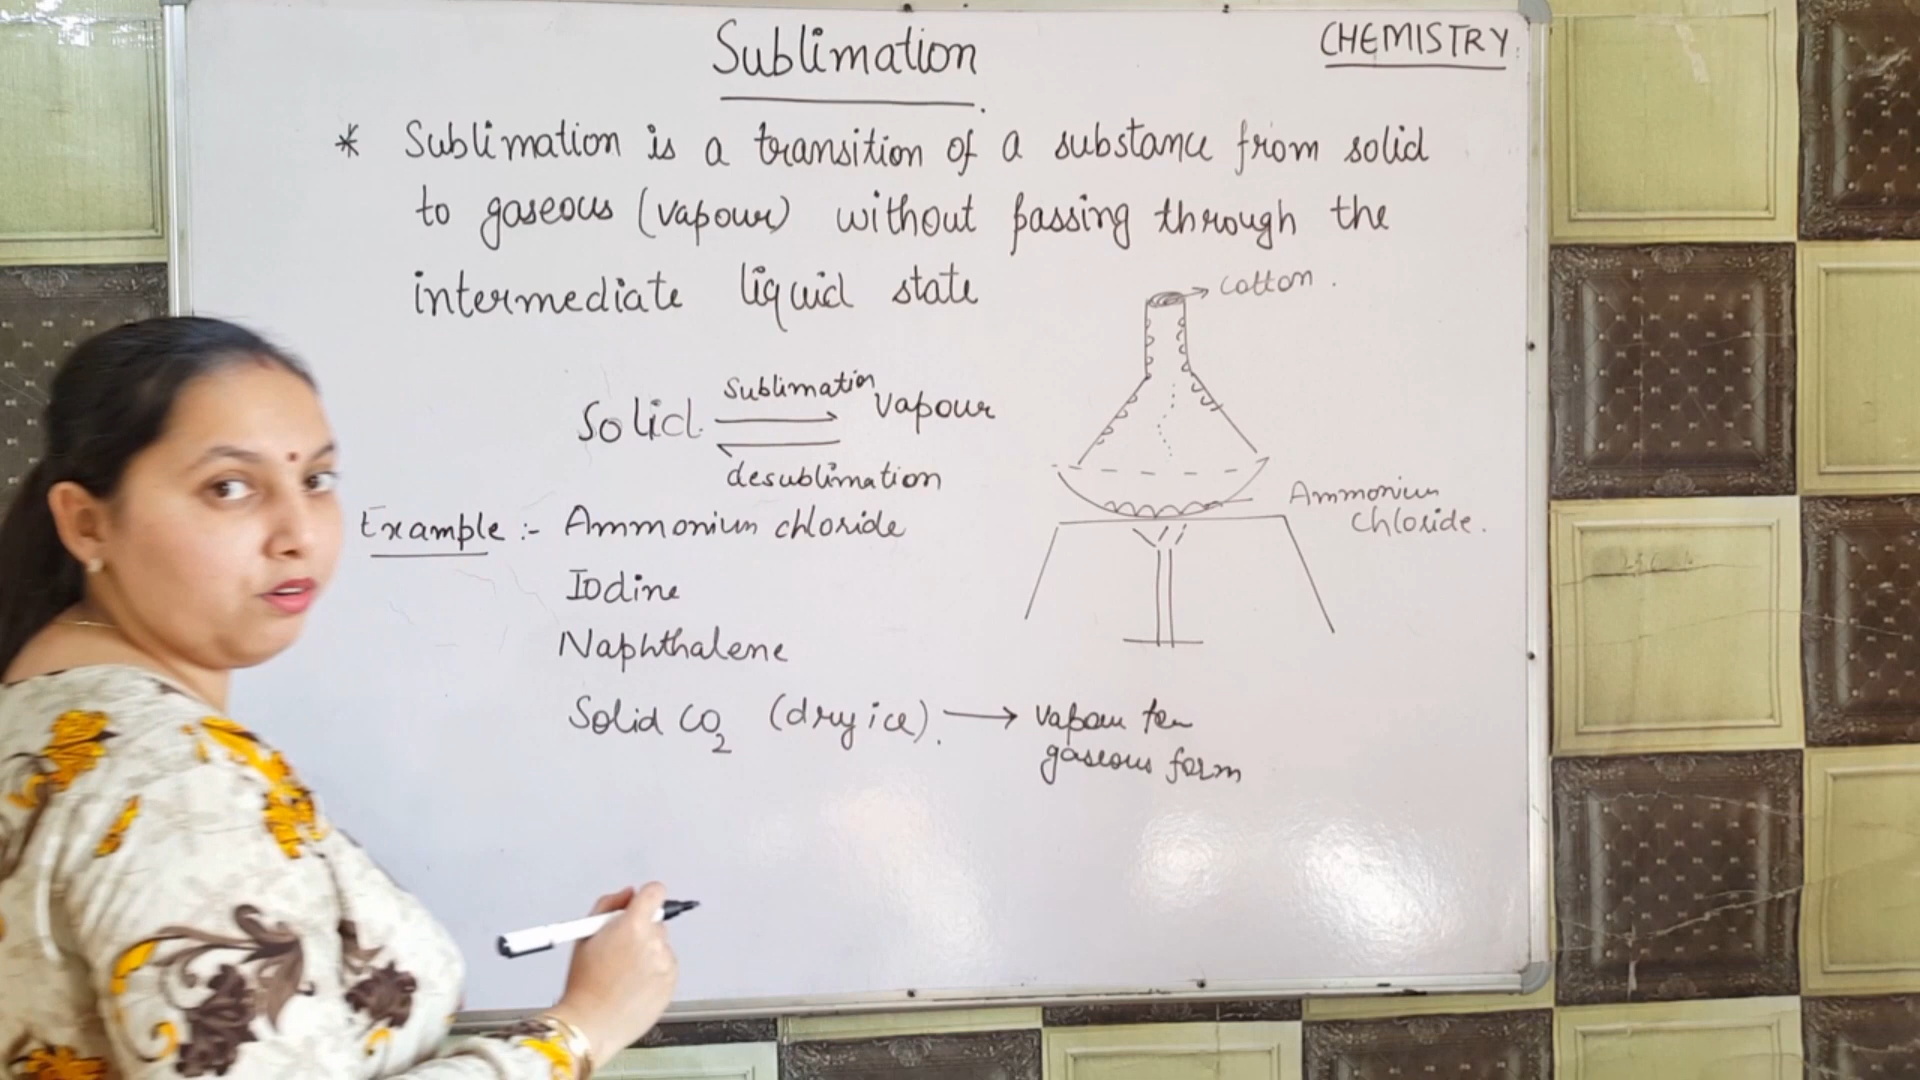 Sublimation
CHEMISTRY.
* Sublimation is a transition of a substance from solid
to gaseous (vapour) without passing through the
intermediate liquid state
cotton.
Solid. Sublimation Vapour
desublimation
Ammonium
chloride.
Example :- Ammonium chloride
Iodine
Naphthalene
Solid CO2 (dry ice). → vapour
gaseous form